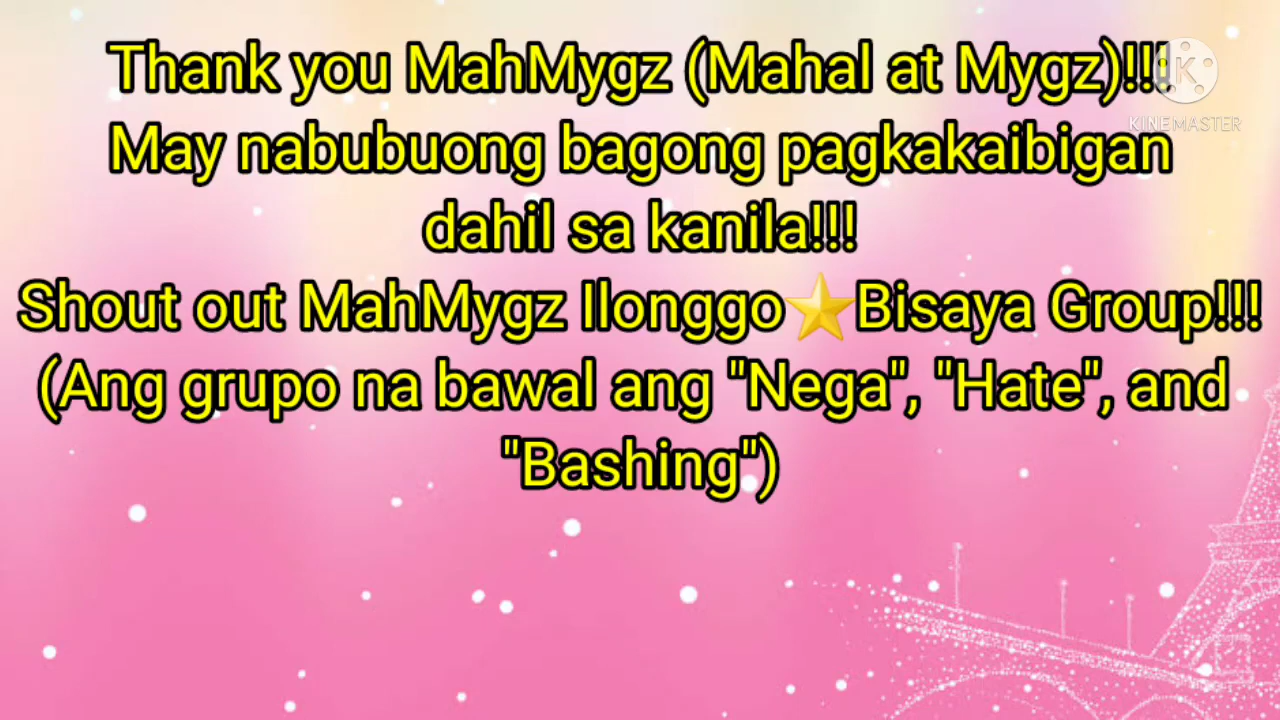 Thank you MahMygz (Mahal at Mygz)!!!
May nabubuong bagong pagkakaibigan
dahil sa kanila!!!
Shout out MahMygz Ilonggo⭐Bisaya Group!!!
(Ang grupo na bawal ang "Nega", "Hate", and
"Bashing")
K
KINEMASTER